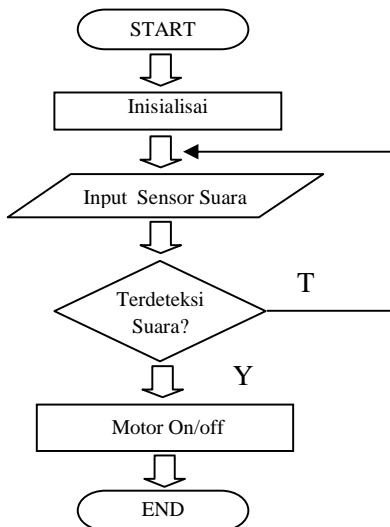 START
Inisialisai
Input Sensor Suara
Terdeteksi
Suara?
T
Y
Motor On/off
END